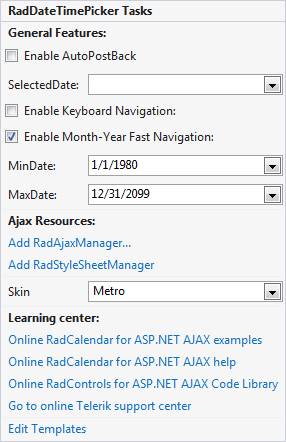 RadDateTimePicker Tasks
General Features:
Enable AutoPostBack
SelectedDate:
Enable Keyboard Navigation:
Enable Month-Year Fast Navigation:
MinDate: 1/1/1980
MaxDate: 12/31/2099
Ajax Resources:
Add RadAjaxManager...
Add RadStyleSheetManager
Skin Metro
Learning center:
Online RadCalendar for ASP.NET AJAX examples
Online RadCalendar for ASP.NET AJAX help
Online RadControls for ASP.NET AJAX Code Library
Go to online Telerik support center
Edit Templates